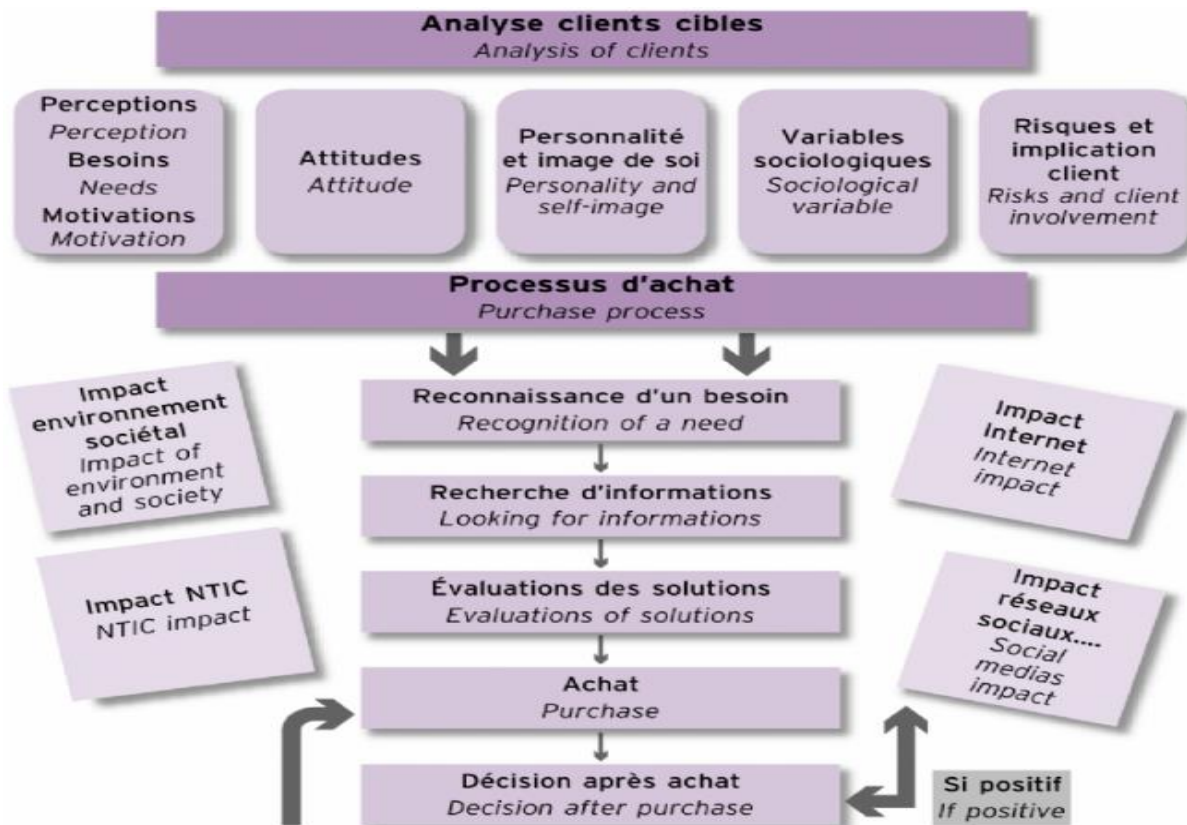 Analyse clients cibles
Analysis of clients
Perceptions
Perception
Besoins
Needs
Motivations
Motivation
Attitudes
Attitude
Personnalité
et image de soi
Personality and
self-image
Variables
sociologiques
Sociological
variable
Risques et
implication
client
Risks and client
involvement
Processus d'achat
Purchase process
Impact
environnement
sociétal
Impact of
environment
and society
Impact NTIC
NTIC impact
Reconnaissance d'un besoin
Recognition of a need
Recherche d'informations
Looking for informations
Évaluations des solutions
Evaluations of solutions
Achat
Purchase
Décision après achat
Decision after purchase
Impact
Internet
Internet
impact
Impact
réseaux
sociaux....
Social
medias
impact
Si positif
If positive